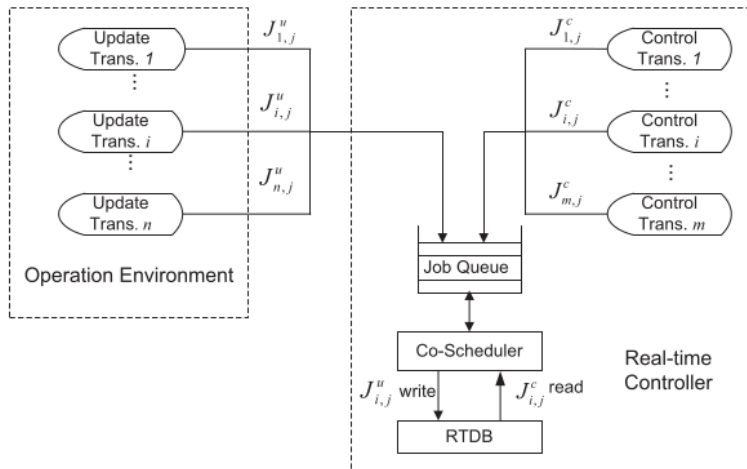 Update
Trans. 1
J^u_{1,j}
J^c_{1,j}
Control
Trans. 1
Update
Trans. i
J^u_{i,j}
J^c_{i,j}
Control
Trans. i
Update
Trans. n
J^u_{n,j}
J^c_{m,j}
Control
Trans. m
Operation Environment
Job Queue
Co-Scheduler
Real-time
Controller
J^u_{i,j} write
J^c_{i,j} read
RTDB